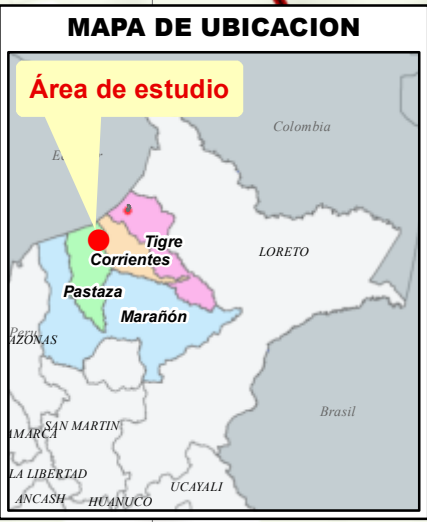 MAPA DE UBICACION
Área de estudio
Colombia
Tigre
Corrientes
LORETO
Pastaza
Marañón
Peru
AZONAS
Brasil
SAN MARTIN
AMARCA
LA LIBERTAD
UCAYALI
ANCASH
HUANUCO